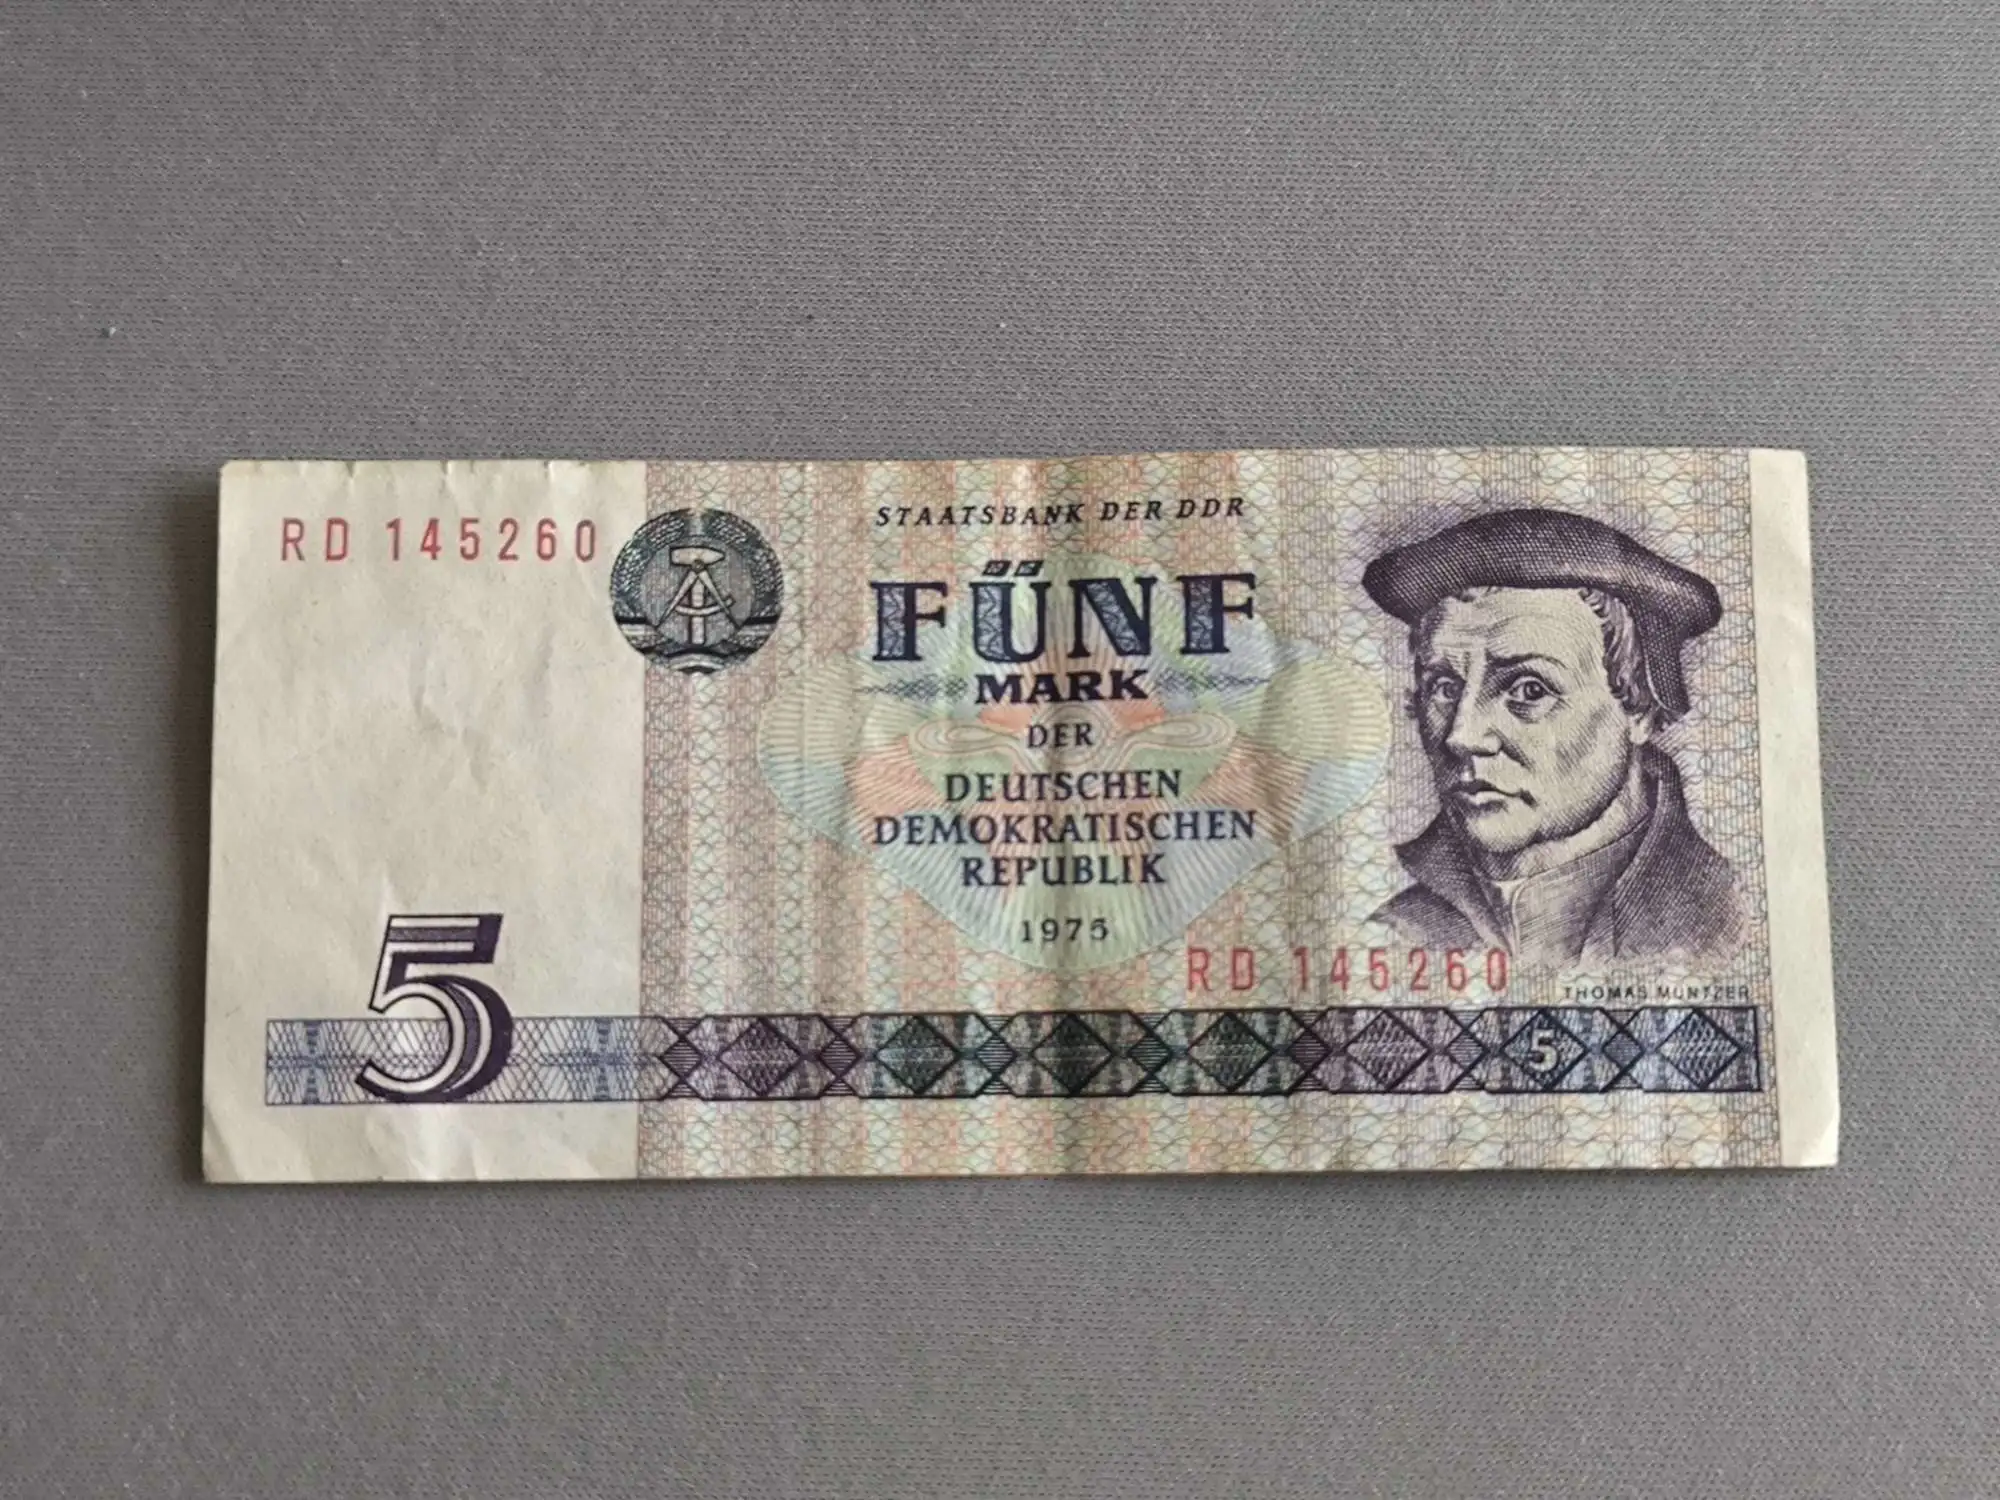 RD 145260
STAATSBANK DER DDR
FÜNF
MARK
DER
DEUTSCHEN
DEMOKRATISCHEN
REPUBLIK
1975
RD 145260
THOMAS MÜNTZER
5
5